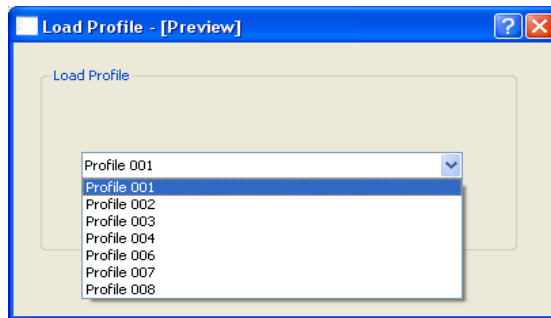 Load Profile - [Preview]
Load Profile
Profile 001
Profile 001
Profile 002
Profile 003
Profile 004
Profile 006
Profile 007
Profile 008